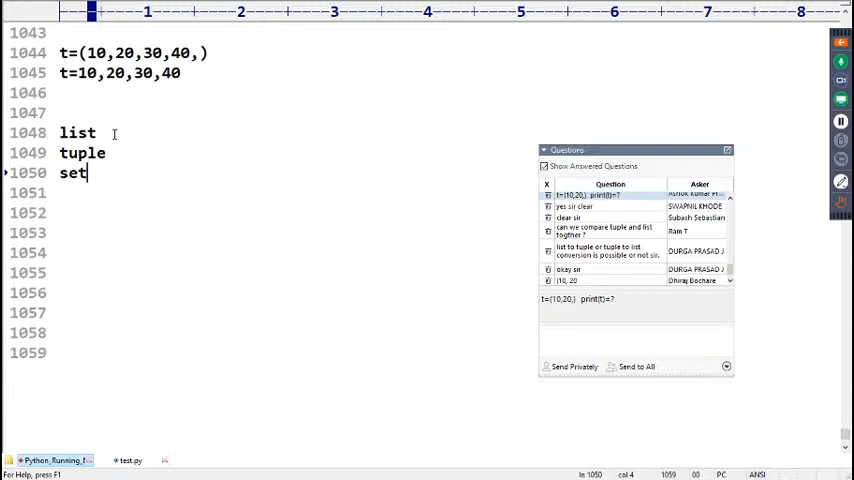 1 2 3 4 5 6 7 8
1043
1044 t=(10,20,30,40,)
1045 t=10,20,30,40
1046
1047
1048 list
1049 tuple
1050 set
1051
1052
1053
1054
1055
1056
1057
1058
1059
Questions
Show Answered Questions
X Question Asker
t=(10,20,) print(t)=? Ashok Kumar Pr...
yes sir clear SWAPNIL KHODE
clear sir Subash Sebastian
can we compare tuple and list
togther ? Ram T
list to tuple or tuple to list
conversion is possible or not sir. DURGA PRASAD J
okay sir DURGA PRASAD J
Dhiraj Bochare
t=(10,20,) print(t)=?
Send Privately Send to All
test.py
For Help, press F1 ln 1050 col 4 1059 00 PC ANSI